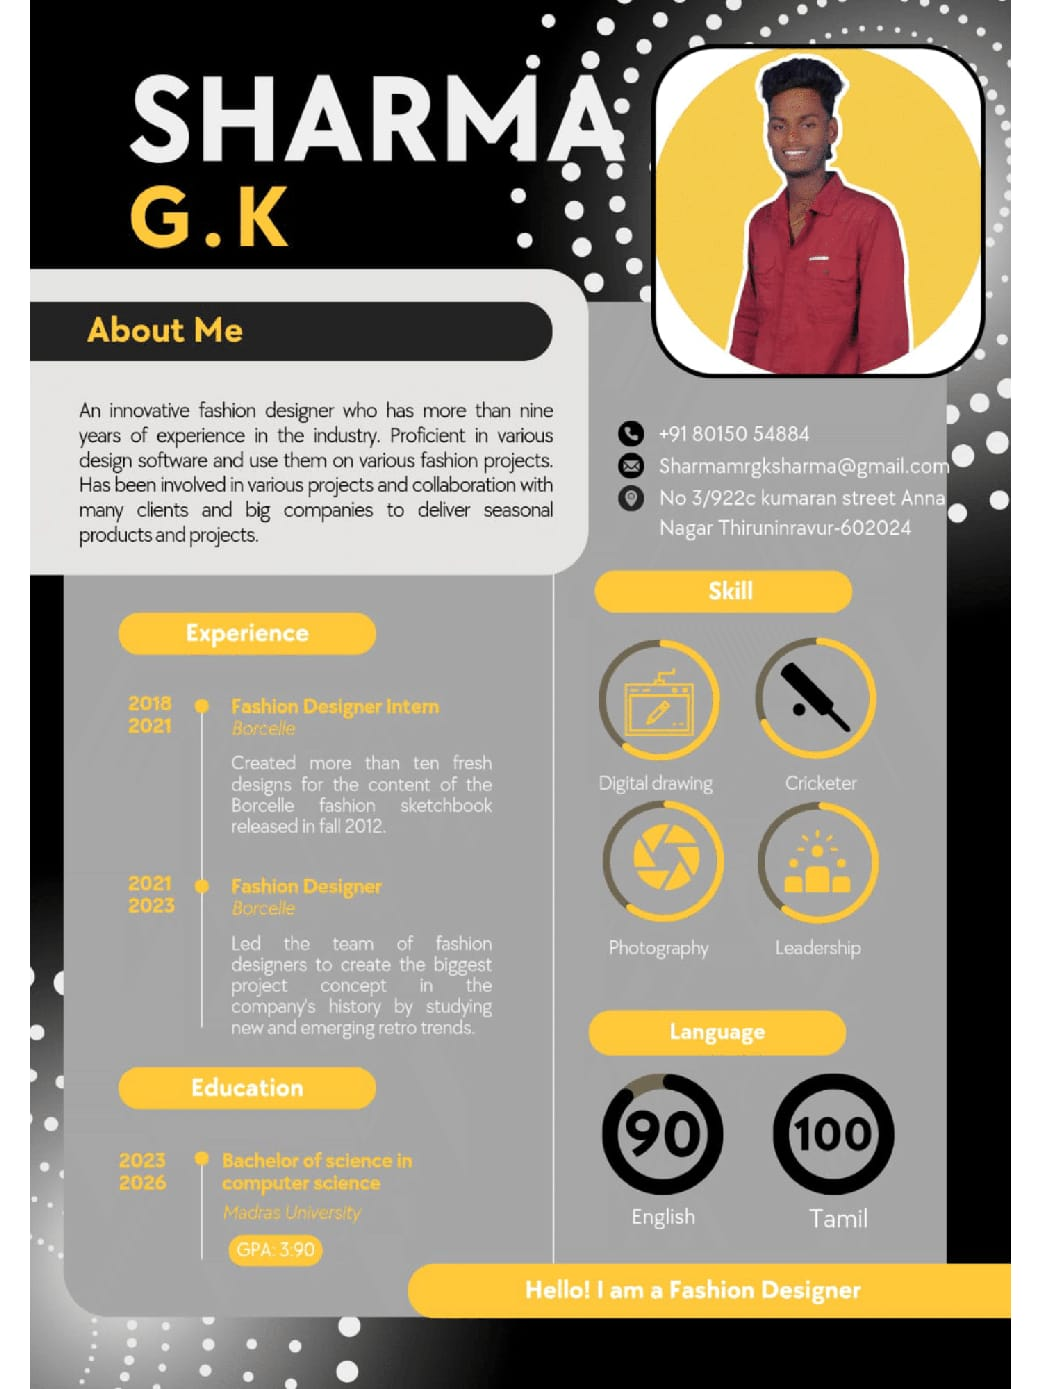 SHARMA
G.K
About Me
An innovative fashion designer who has more than nine
years of experience in the industry. Proficient in various
design software and use them on various fashion projects.
Has been involved in various projects and collaboration with
many clients and big companies to deliver seasonal
products and projects.
+91 80150 54884
Sharmamrgksharma@gmail.com
No 3/922c kumaran street Anna
Nagar Thiruninravur-602024
Experience
2018
2021
Fashion Designer Intern
Borcelle
Created more than ten fresh
designs for the content of the
Borcelle fashion sketchbook
released in fall 2012.
2021
2023
Fashion Designer
Borcelle
Led the team of fashion
designers to create the biggest
project concept in the
company's history by studying
new and emerging retro trends.
Education
2023
2026
Bachelor of science in
computer science
Madras University
GPA: 3:90
Skill
Digital drawing
Cricketer
Photography
Leadership
Language
90
100
English
Tamil
Hello! I am a Fashion Designer